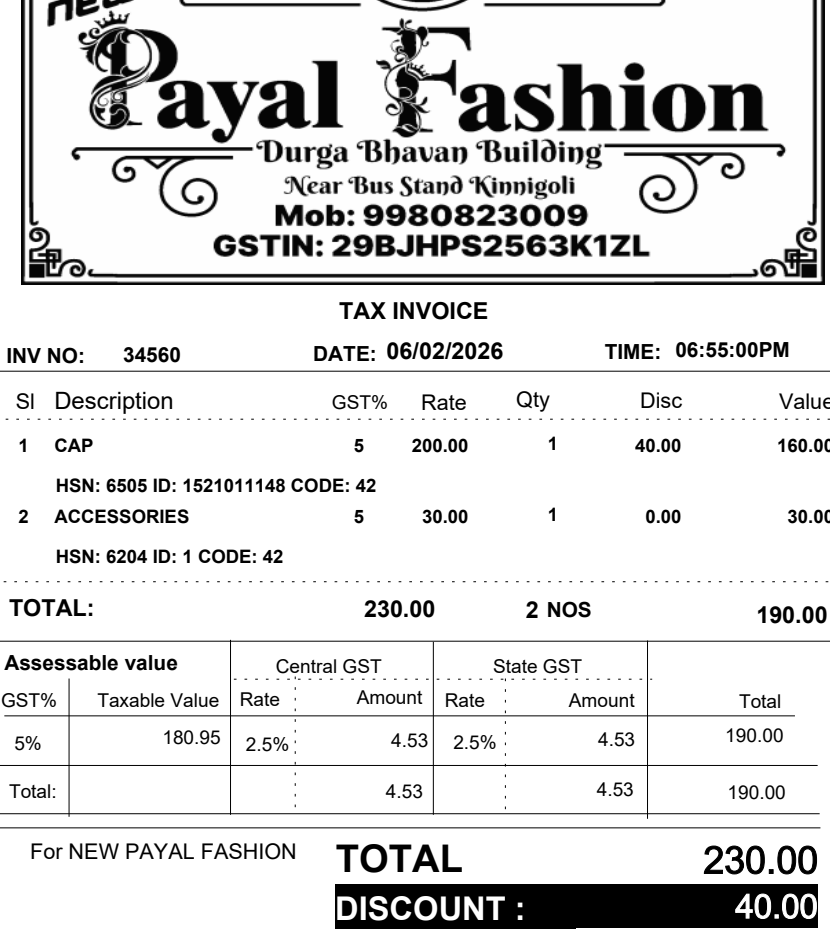 new
Payal Fashion
Durga Bhavan Building
Near Bus Stand Kinnigoli
Mob: 9980823009
GSTIN: 29BJHPS2563K1ZL
TAX INVOICE
INV NO: 34560 DATE: 06/02/2026 TIME: 06:55:00PM
Sl Description GST% Rate Qty Disc Value
1 CAP 5 200.00 1 40.00 160.00
HSN: 6505 ID: 1521011148 CODE: 42
2 ACCESSORIES 5 30.00 1 0.00 30.00
HSN: 6204 ID: 1 CODE: 42
TOTAL: 230.00 2 NOS 190.00
Assessable value Central GST State GST
GST% Taxable Value Rate Amount Rate Amount Total
5% 180.95 2.5% 4.53 2.5% 4.53 190.00
Total: 4.53 4.53 190.00
For NEW PAYAL FASHION TOTAL 230.00
DISCOUNT : 40.00